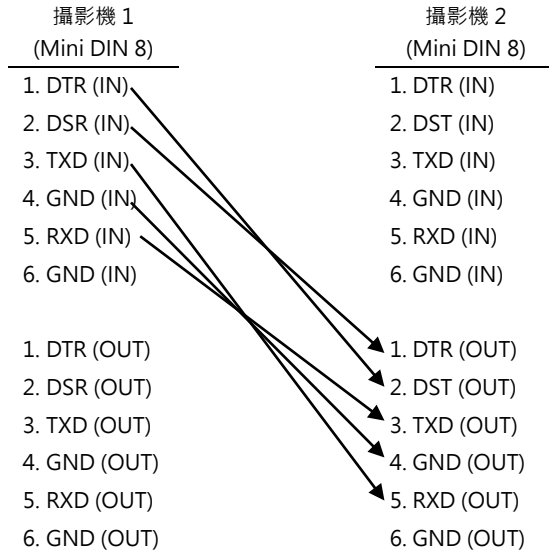 攝影機 1
(Mini DIN 8)
1. DTR (IN)
2. DSR (IN)
3. TXD (IN)
4. GND (IN)
5. RXD (IN)
6. GND (IN)
1. DTR (OUT)
2. DSR (OUT)
3. TXD (OUT)
4. GND (OUT)
5. RXD (OUT)
6. GND (OUT)
攝影機 2
(Mini DIN 8)
1. DTR (IN)
2. DST (IN)
3. TXD (IN)
4. GND (IN)
5. RXD (IN)
6. GND (IN)
1. DTR (OUT)
2. DST (OUT)
3. TXD (OUT)
4. GND (OUT)
5. RXD (OUT)
6. GND (OUT)